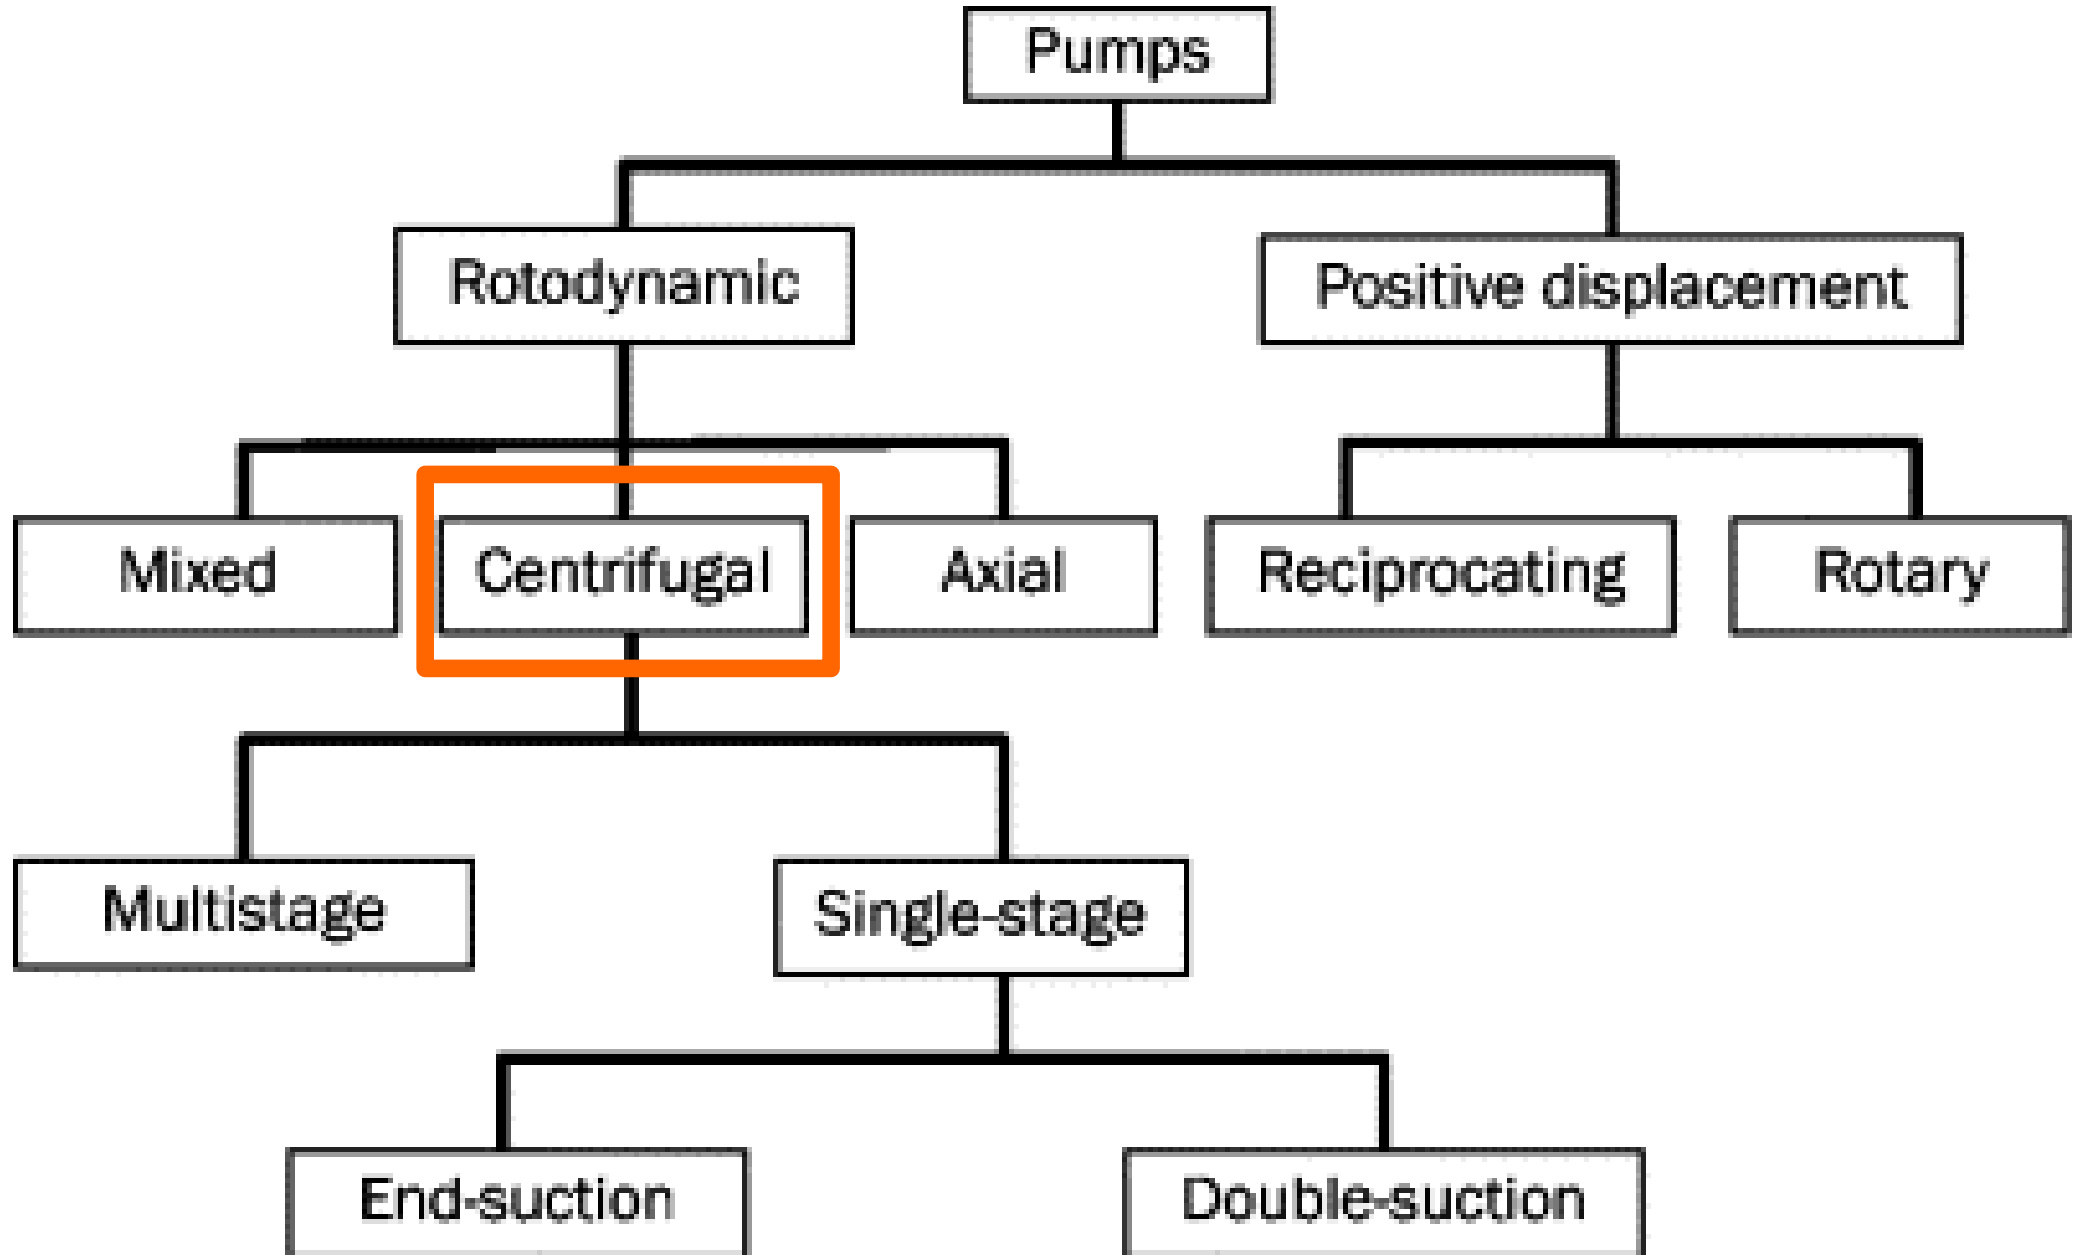 Pumps
Rotodynamic
Positive displacement
Mixed
Centrifugal
Axial
Reciprocating
Rotary
Multistage
Single-stage
End-suction
Double-suction